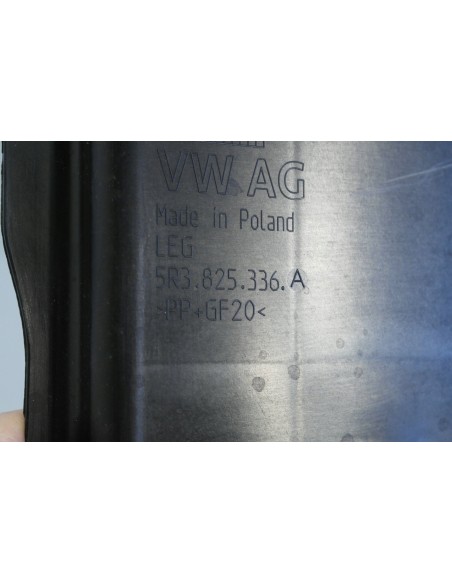 VW AG
Made in Poland
LEG
5R3.825.336.A
>PP+GF20<